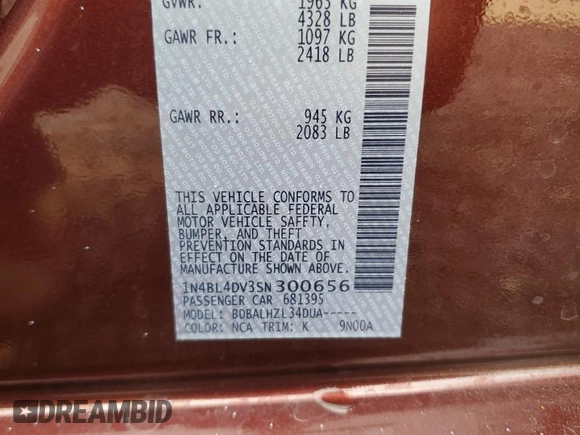 GVWR: 1963 KG
4328 LB
GAWR FR.: 1097 KG
2418 LB
GAWR RR.: 945 KG
2083 LB
THIS VEHICLE CONFORMS TO
ALL APPLICABLE FEDERAL
MOTOR VEHICLE SAFETY,
BUMPER, AND THEFT
PREVENTION STANDARDS IN
EFFECT ON THE DATE OF
MANUFACTURE SHOWN ABOVE.
1N4BL4DV3SN300656
PASSENGER CAR 681395
MODEL: BDBALHZL34DUA-----
COLOR: NCA TRIM: K 9N00A
DREAMBID